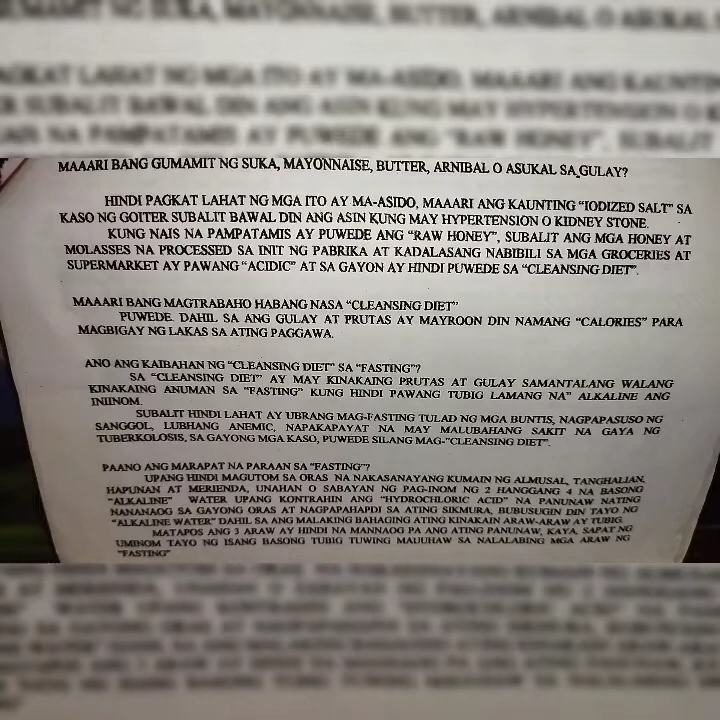 MAAARI BANG GUMAMIT NG SUKA, MAYONNAISE, BUTTER, ARNIBAL O ASUKAL SA GULAY?
HINDI PAGKAT LAHAT NG MGA ITO AY MA-ASIDO, MAAARI ANG KAUNTING “IODIZED SALT” SA
KASO NG GOITER SUBALIT BAWAL DIN ANG ASIN KUNG MAY HYPERTENSION O KIDNEY STONE.
KUNG NAIS NA PAMPATAMIS AY PUWEDE ANG “RAW HONEY”, SUBALIT ANG MGA HONEY AT
MOLASSES NA PROCESSED SA INIT NG PABRIKA AT KADALASANG NABIBILI SA MGA GROCERIES AT
SUPERMARKET AY PAWANG “ACIDIC” AT SA GAYON AY HINDI PUWEDE SA “CLEANSING DIET”.
MAAARI BANG MAGTRABAHO HABANG NASA “CLEANSING DIET”
PUWEDE. DAHIL SA ANG GULAY AT PRUTAS AY MAYROON DIN NAMANG “CALORIES” PARA
MAGBIGAY NG LAKAS SA ATING PAGGAWA.
ANO ANG KAIBAHAN NG “CLEANSING DIET” SA “FASTING”?
SA “CLEANSING DIET” AY MAY KINAKAING PRUTAS AT GULAY SAMANTALANG WALANG
KINAKAING ANUMAN SA “FASTING” KUNG HINDI PAWANG TUBIG LAMANG NA” ALKALINE ANG
INIINOM.
SUBALIT HINDI LAHAT AY UBRANG MAG-FASTING TULAD NG MGA BUNTIS, NAGPAPASUSO NG
SANGGOL, LUBHANG ANEMIC, NAPAKAPAYAT NA MAY MALUBAHANG SAKIT NA GAYA NG
TUBERKOLOSIS, SA GAYONG MGA KASO, PUWEDE SILANG MAG-”CLEANSING DIET”.
PAANO ANG MARAPAT NA PARAAN SA “FASTING”?
UPANG HINDI MAGUTOM SA ORAS NA NAKASANAYANG KUMAIN NG ALMUSAL, TANGHALIAN,
HAPUNAN AT MERIENDA, UNAHAN O SABAYAN NG PAG-INOM NG 2 HANGGANG 4 NA BASONG
“ALKALINE” WATER UPANG KONTRAHIN ANG “HYDROCHLORIC ACID” NA PANUNAW NATING
NANANAOG SA GAYONG ORAS AT NAGPAPAHAPDI SA ATING SIKMURA, BUBUSUGIN DIN TAYO NG
“ALKALINE WATER” DAHIL SA ANG MALAKING BAHAGING ATING KINAKAIN ARAW-ARAW AY TUBIG.
MATAPOS ANG 3 ARAW AY HINDI NA MANNAOG PA ANG ATING PANUNAW, KAYA, SAPAT NG
UMINOM TAYO NG ISANG BASONG TUBIG TUWING MAUUHAW SA NALALABING MGA ARAW NG
“FASTING”